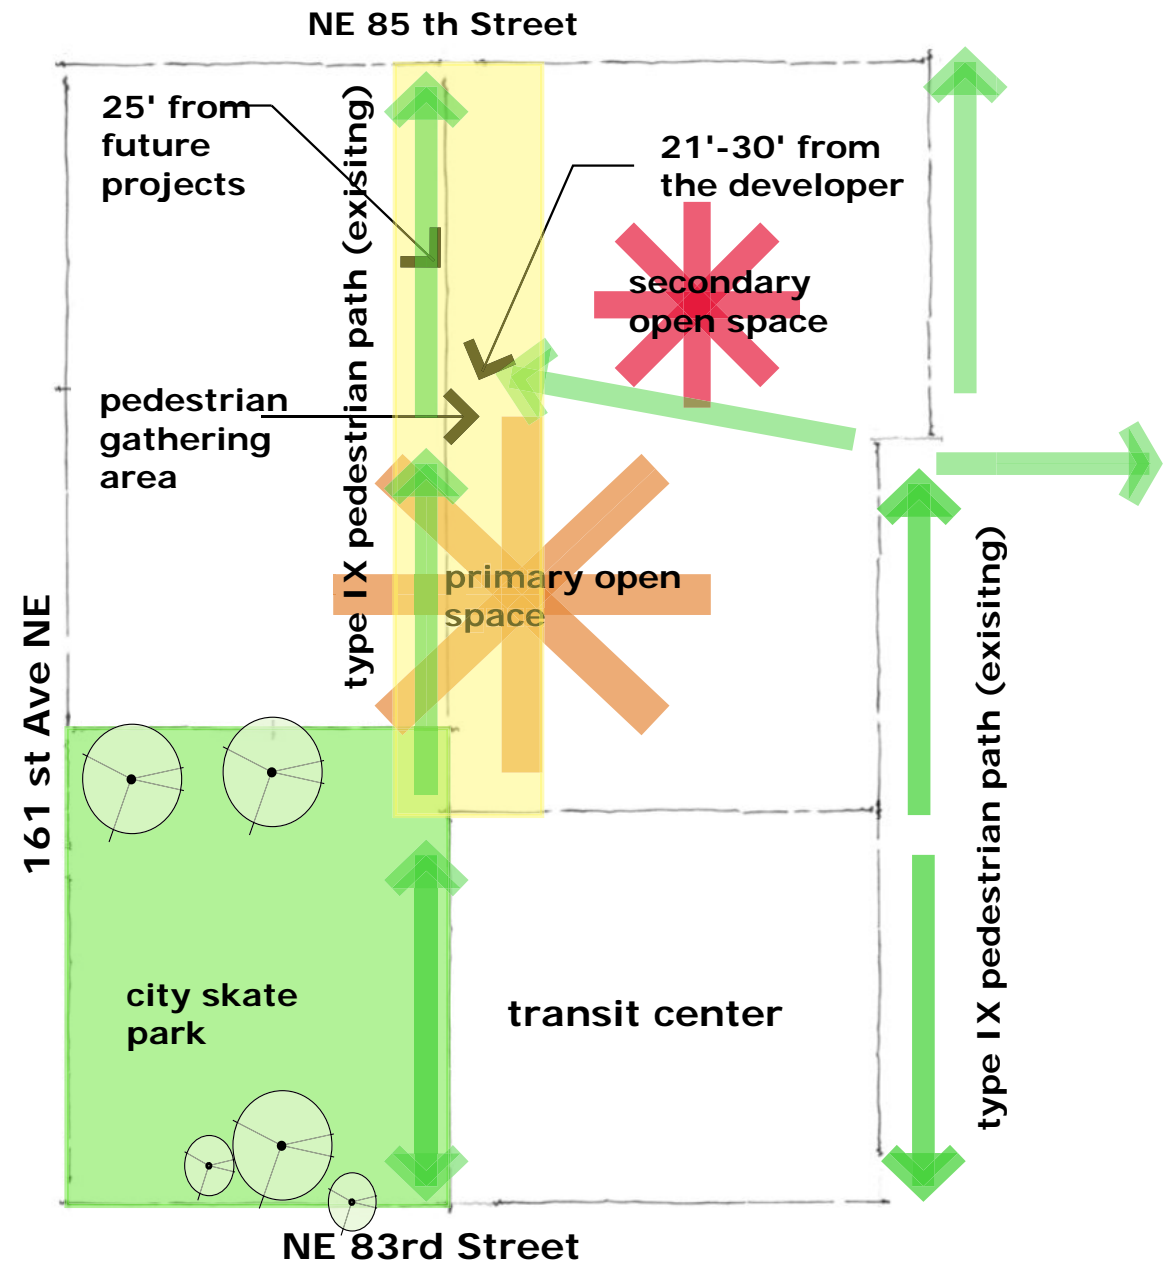 NE 85 th Street
25' from
future
projects
type IX pedestrian path (exisitng)
21'-30' from
the developer
secondary
open space
pedestrian
gathering
area
primary open
space
161 st Ave NE
type IX pedestrian path (exisitng)
city skate
park
transit center
NE 83rd Street